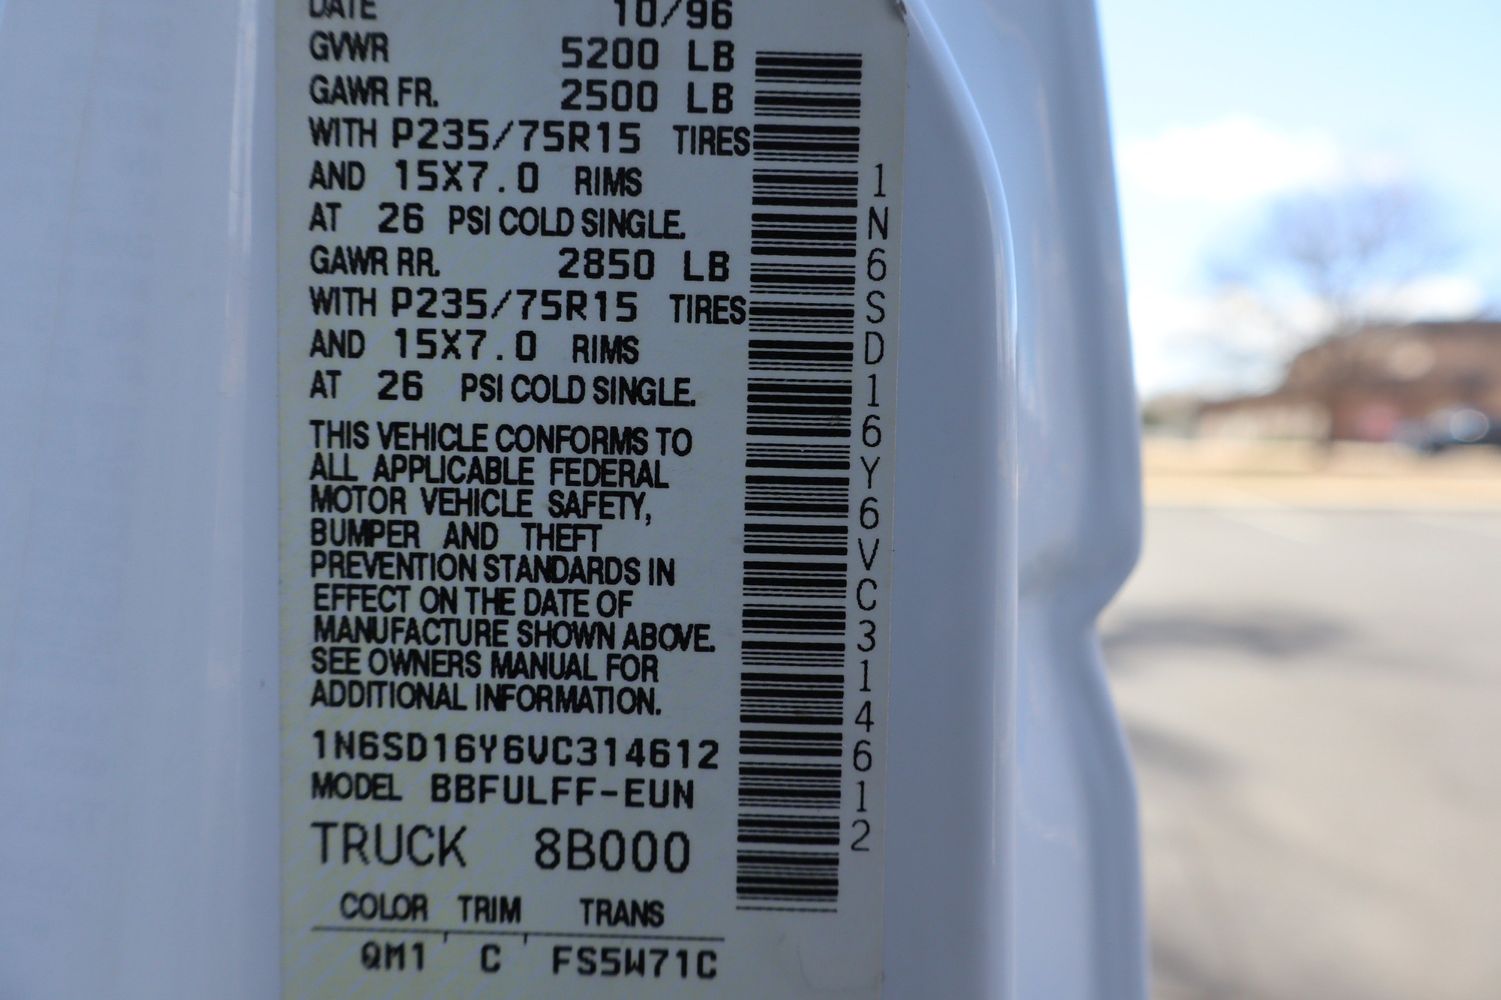 DATE 10/96
GVWR 5200 LB
GAWR FR. 2500 LB
WITH P235/75R15 TIRES
AND 15X7.0 RIMS
AT 26 PSI COLD SINGLE.
GAWR RR. 2850 LB
WITH P235/75R15 TIRES
AND 15X7.0 RIMS
AT 26 PSI COLD SINGLE.
THIS VEHICLE CONFORMS TO
ALL APPLICABLE FEDERAL
MOTOR VEHICLE SAFETY,
BUMPER AND THEFT
PREVENTION STANDARDS IN
EFFECT ON THE DATE OF
MANUFACTURE SHOWN ABOVE.
SEE OWNERS MANUAL FOR
ADDITIONAL INFORMATION.
1N6SD16Y6VC314612
MODEL BBFULFF-EUN
TRUCK 8B000
COLOR TRIM TRANS
QM1 C FS5W71C
1N6SD16Y6VC314612